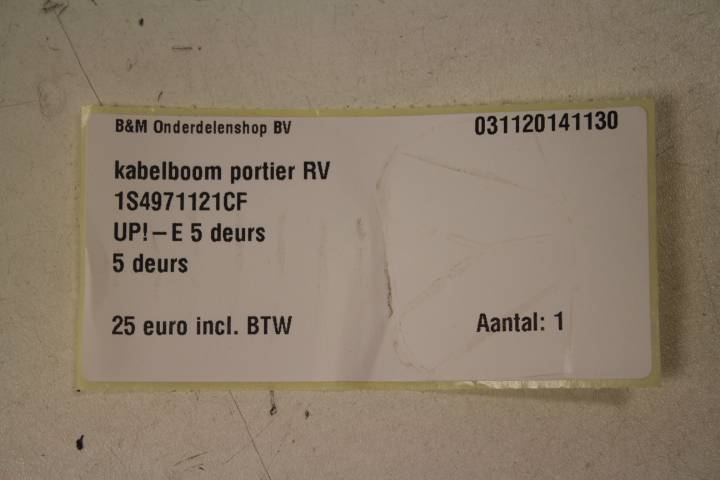 B&M Onderdelenshop BV 031120141130
kabelboom portier RV
1S4971121CF
UP!–E 5 deurs
5 deurs
25 euro incl. BTW Aantal: 1